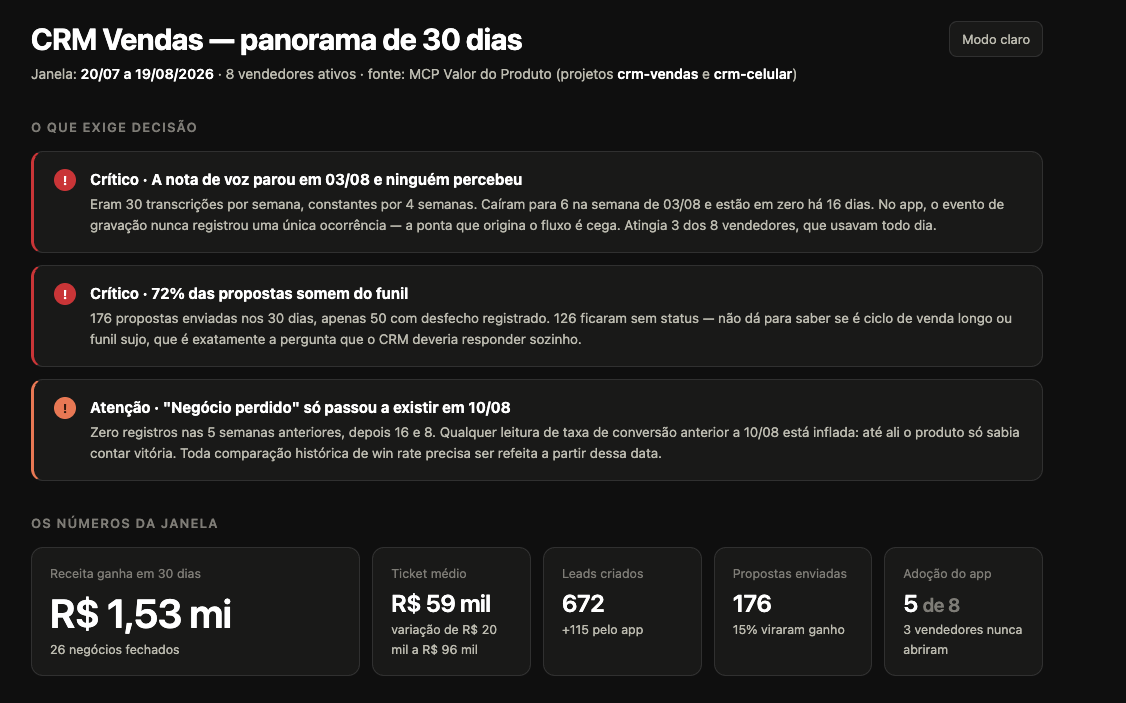 CRM Vendas — panorama de 30 dias
Modo claro
Janela: 20/07 a 19/08/2026 · 8 vendedores ativos · fonte: MCP Valor do Produto (projetos crm-vendas e crm-celular)
O QUE EXIGE DECISÃO
! Crítico · A nota de voz parou em 03/08 e ninguém percebeu
Eram 30 transcrições por semana, constantes por 4 semanas. Caíram para 6 na semana de 03/08 e estão em zero há 16 dias. No app, o evento de
gravação nunca registrou uma única ocorrência — a ponta que origina o fluxo é cega. Atingia 3 dos 8 vendedores, que usavam todo dia.
! Crítico · 72% das propostas somem do funil
176 propostas enviadas nos 30 dias, apenas 50 com desfecho registrado. 126 ficaram sem status — não dá para saber se é ciclo de venda longo ou
funil sujo, que é exatamente a pergunta que o CRM deveria responder sozinho.
! Atenção · "Negócio perdido" só passou a existir em 10/08
Zero registros nas 5 semanas anteriores, depois 16 e 8. Qualquer leitura de taxa de conversão anterior a 10/08 está inflada: até ali o produto só sabia
contar vitória. Toda comparação histórica de win rate precisa ser refeita a partir dessa data.
OS NÚMEROS DA JANELA
Receita ganha em 30 dias
R$ 1,53 mi
26 negócios fechados
Ticket médio
R$ 59 mil
variação de R$ 20
mil a R$ 96 mil
Leads criados
672
+115 pelo app
Propostas enviadas
176
15% viraram ganho
Adoção do app
5 de 8
3 vendedores nunca
abriram